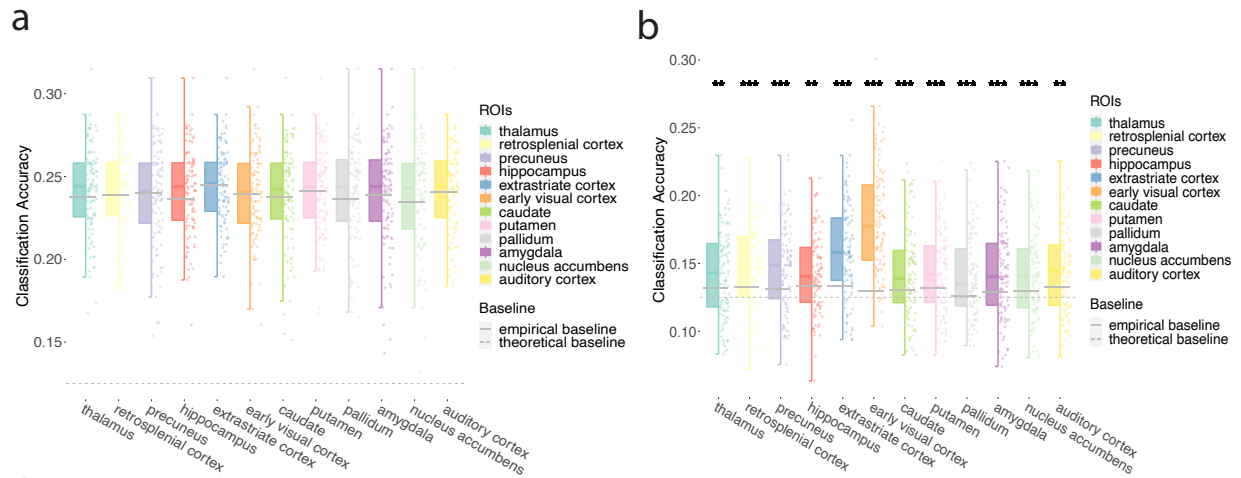 a
Classification Accuracy
0.30
0.25
0.20
0.15
thalamus
retrosplenial cortex
precuneus
hippocampus
extrastriate cortex
early visual cortex
caudate
putamen
pallidum
amygdala
nucleus accumbens
auditory cortex
ROIs
thalamus
retrosplenial cortex
precuneus
hippocampus
extrastriate cortex
early visual cortex
caudate
putamen
pallidum
amygdala
nucleus accumbens
auditory cortex
Baseline
empirical baseline
theoretical baseline
b
Classification Accuracy
0.30
0.25
0.20
0.15
0.10
** *** *** ** *** *** *** *** *** *** *** **
thalamus
retrosplenial cortex
precuneus
hippocampus
extrastriate cortex
early visual cortex
caudate
putamen
pallidum
amygdala
nucleus accumbens
auditory cortex
ROIs
thalamus
retrosplenial cortex
precuneus
hippocampus
extrastriate cortex
early visual cortex
caudate
putamen
pallidum
amygdala
nucleus accumbens
auditory cortex
Baseline
empirical baseline
theoretical baseline